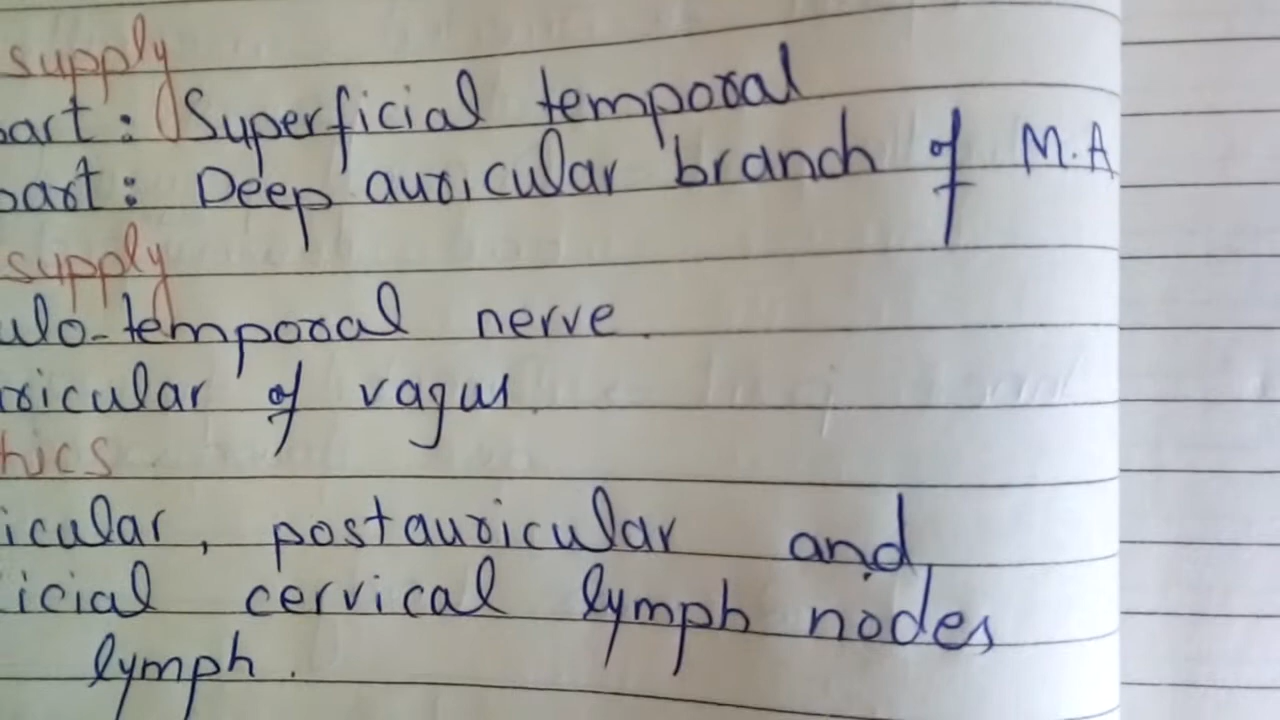 supply
part: Superficial temporal
part: Deep auricular branch of M.A
supply
ulo-temporal nerve.
ricular of vagus.
hics
icular, postauricular and
icial cervical lymph nodes
lymph.